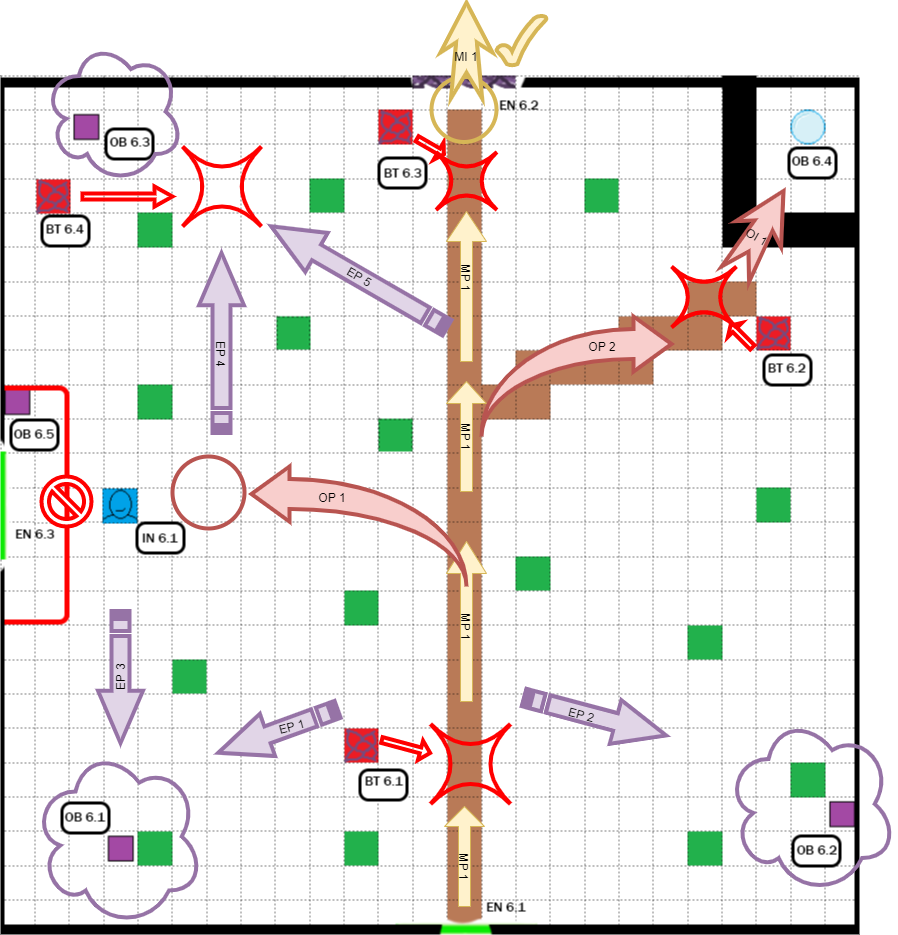 MI 1
EN 6.2
OB 6.3
BT 6.3
OB 6.4
BT 6.4
OI 1
MP 1
EP 5
EP 4
OP 2
BT 6.2
OB 6.5
MP 1
OP 1
EN 6.3
IN 6.1
MP 1
EP 3
EP 1
EP 2
BT 6.1
OB 6.1
OB 6.2
MP 1
EN 6.1